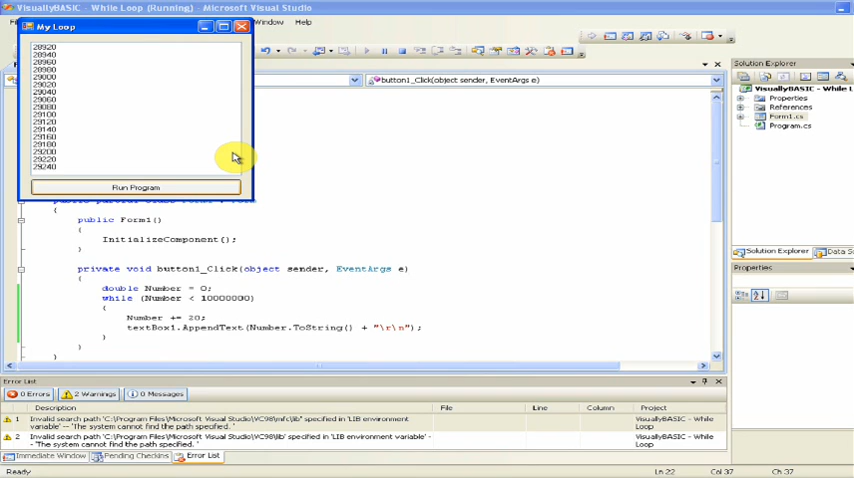 VisuallyBASIC - While Loop (Running) - Microsoft Visual Studio
Window Help
My Loop
28920
28940
28960
28980
29000
29020
29040
29060
29080
29100
29120
29140
29160
29180
29200
29220
29240
Run Program
button1_Click(object sender, EventArgs e)
public Form1()
{
InitializeComponent();
}
private void button1_Click(object sender, EventArgs e)
{
double Number = 0;
while (Number < 10000000)
{
Number += 20;
textBox1.AppendText(Number.ToString() + "\r\n");
}
}
}
Solution Explorer
VisuallyBASIC - While Loop
Properties
References
Form1.cs
Program.cs
Solution Explorer Data S
Properties
Error List
0 Errors 2 Warnings 0 Messages
Description File Line Column Project
1 Invalid search path 'C:\Program Files\Microsoft Visual Studio\VC98\mfc\lib' specified in 'LIB environment variable' -- 'The system cannot find the path specified. ' VisuallyBASIC - While Loop
2 Invalid search path 'C:\Program Files\Microsoft Visual Studio\VC98\lib' specified in 'LIB environment variable' -- 'The system cannot find the path specified. ' VisuallyBASIC - While Loop
Immediate Window Pending Checkins Error List
Ready Ln 22 Col 37 Ch 37